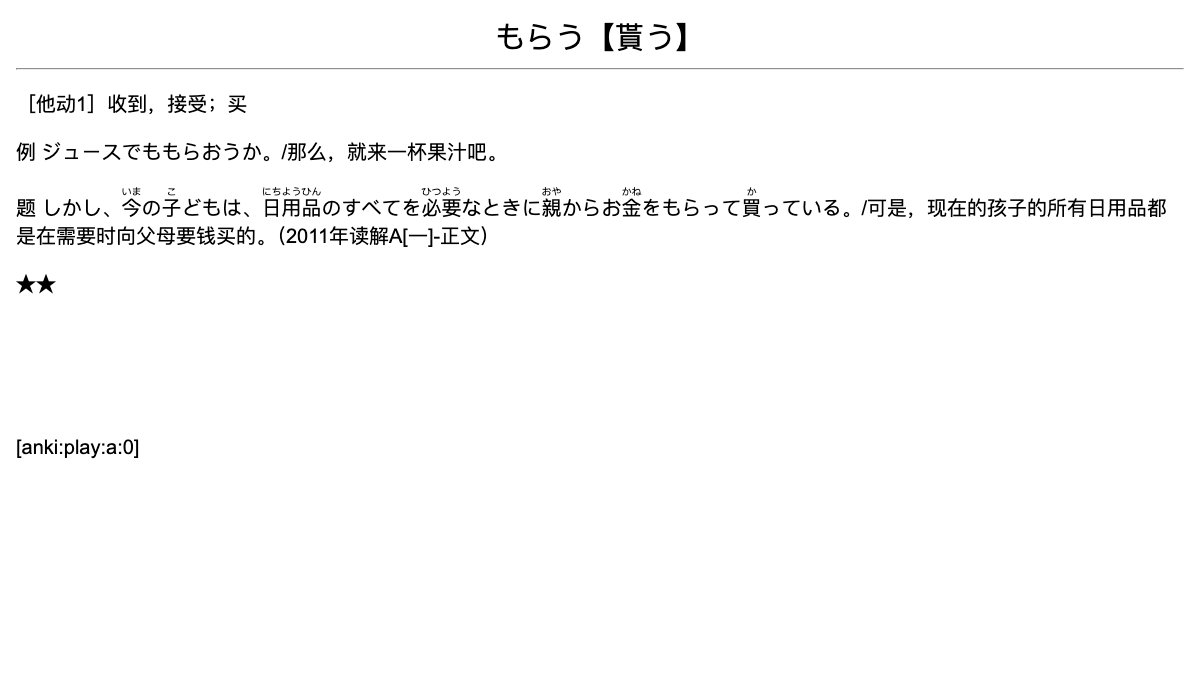 もらう【貰う】
［他动1］收到，接受；买
例 ジュースでももらおうか。/那么，就来一杯果汁吧。
いま こ にちようひん ひつよう おや かね か
题 しかし、今の子どもは、日用品のすべてを必要なときに親からお金をもらって買っている。/可是，现在的孩子的所有日用品都
是在需要时向父母要钱买的。（2011年读解A[一]-正文）
★★
[anki:play:a:0]